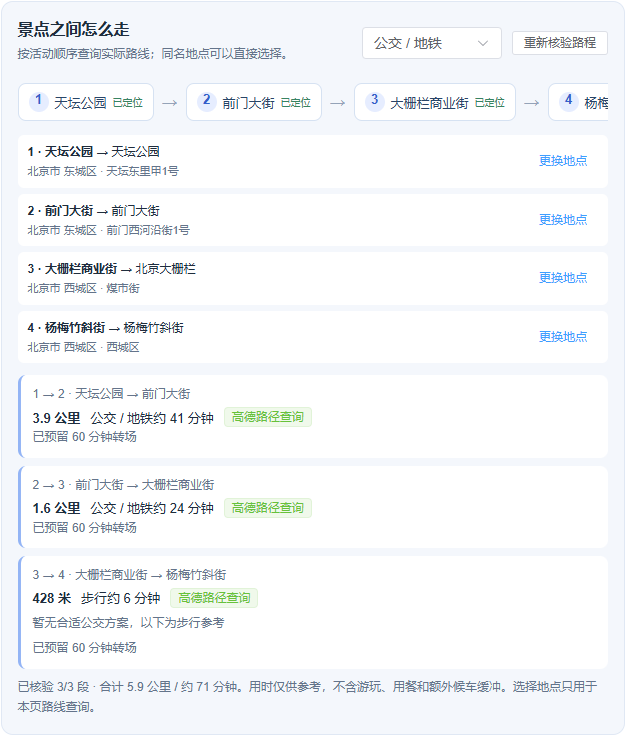 景点之间怎么走
按活动顺序查询实际路线；同名地点可以直接选择。
公交 / 地铁
重新核验路程
1 天坛公园 已定位 → 2 前门大街 已定位 → 3 大栅栏商业街 已定位 → 4 杨梅
1 · 天坛公园 → 天坛公园
北京市 东城区 · 天坛东里甲1号
更换地点
2 · 前门大街 → 前门大街
北京市 东城区 · 前门西河沿街1号
更换地点
3 · 大栅栏商业街 → 北京大栅栏
北京市 西城区 · 煤市街
更换地点
4 · 杨梅竹斜街 → 杨梅竹斜街
北京市 西城区 · 西城区
更换地点
1 → 2 · 天坛公园 → 前门大街
3.9 公里 公交 / 地铁约 41 分钟 高德路径查询
已预留 60 分钟转场
2 → 3 · 前门大街 → 大栅栏商业街
1.6 公里 公交 / 地铁约 24 分钟 高德路径查询
已预留 60 分钟转场
3 → 4 · 大栅栏商业街 → 杨梅竹斜街
428 米 步行约 6 分钟 高德路径查询
暂无合适公交方案，以下为步行参考
已预留 60 分钟转场
已核验 3/3 段 · 合计 5.9 公里 / 约 71 分钟。用时仅供参考，不含游玩、用餐和额外候车缓冲。选择地点只用于
本页路线查询。